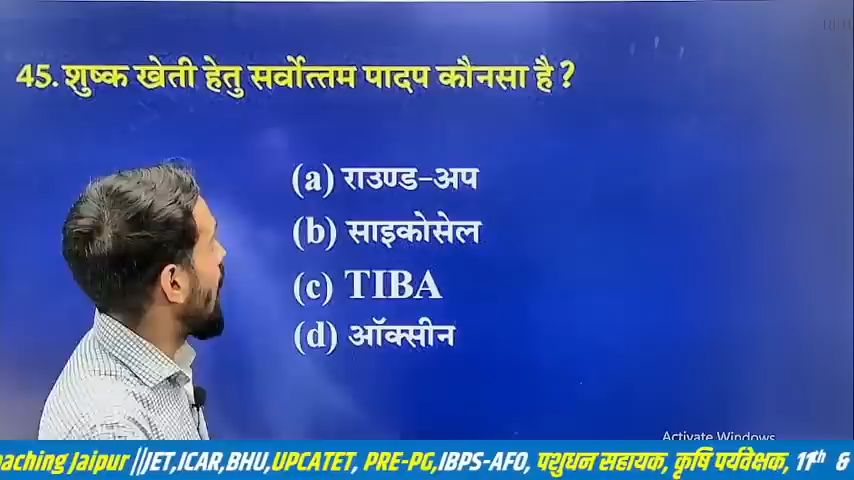 45. शुष्क खेती हेतु सर्वोत्तम पादप कौनसा है ?
(a) राउण्ड-अप
(b) साइकोसेल
(c) TIBA
(d) ऑक्सीन
Activate Windows
oaching Jaipur ||JET,ICAR,BHU,UPCATET, PRE-PG,IBPS-AFO, पशुधन सहायक, कृषि पर्यवेक्षक, 11th &